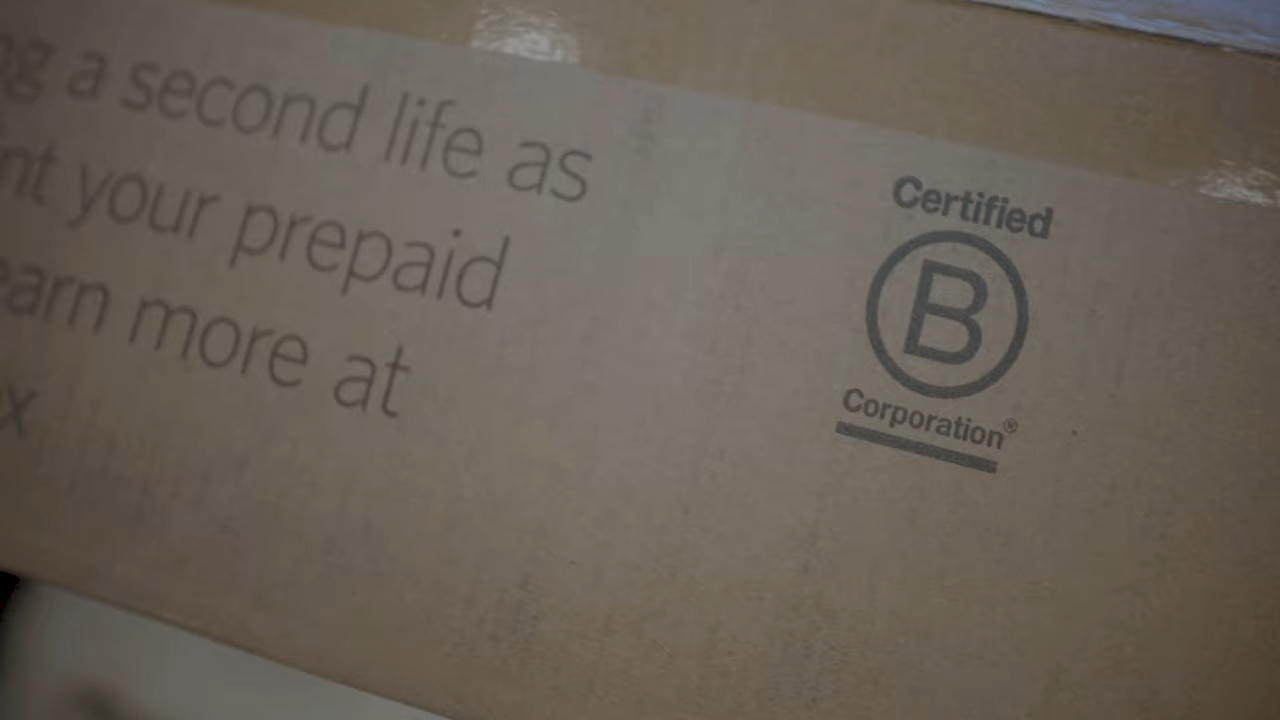 a second life as
your prepaid
more at
Certified
B
Corporation®